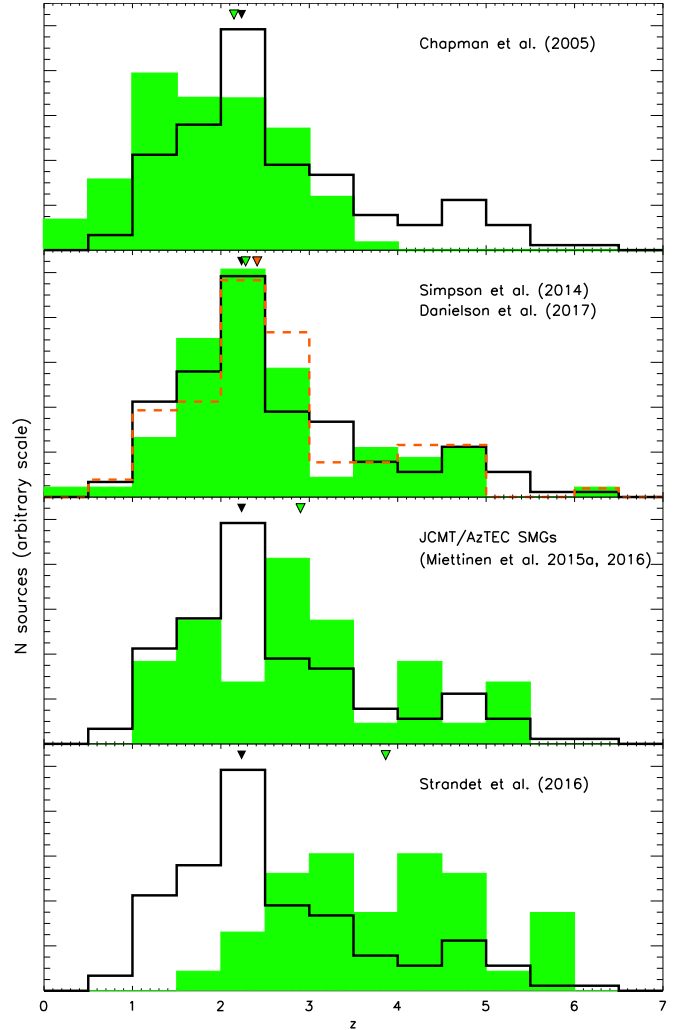 Chapman et al. (2005)
Simpson et al. (2014)
Danielson et al. (2017)
JCMT/AzTEC SMGs
(Miettinen et al. 2015a, 2016)
Strandet et al. (2016)
N sources (arbitrary scale)
0 1 2 3 4 5 6 7
z